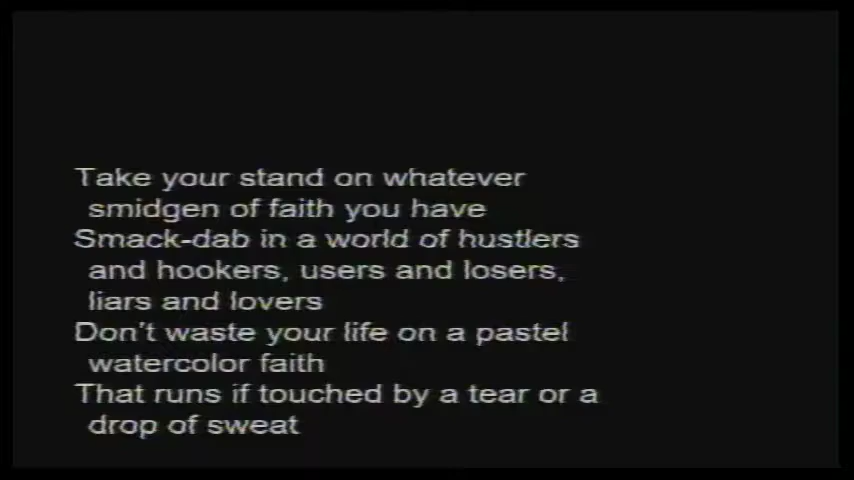 Take your stand on whatever
smidgen of faith you have
Smack-dab in a world of hustlers
and hookers, users and losers,
liars and lovers
Don't waste your life on a pastel
watercolor faith
That runs if touched by a tear or a
drop of sweat